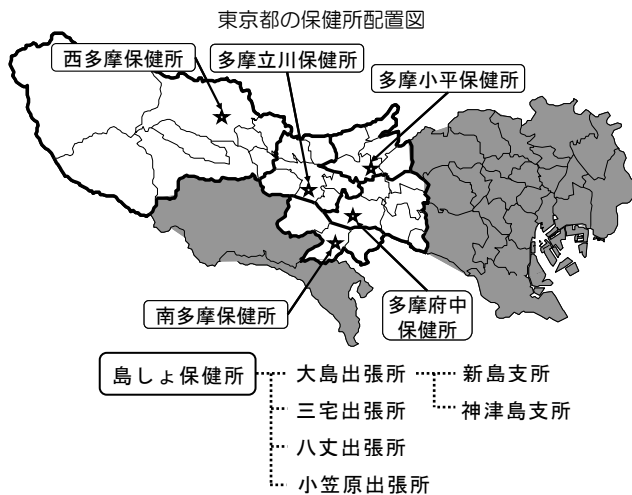 東京都の保健所配置図
西多摩保健所
多摩立川保健所
多摩小平保健所
南多摩保健所
多摩府中
保健所
島しょ保健所
大島出張所
新島支所
三宅出張所
神津島支所
八丈出張所
小笠原出張所